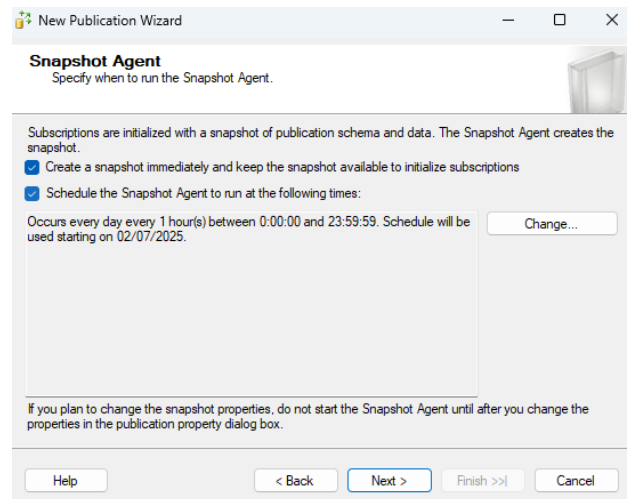 New Publication Wizard
Snapshot Agent
Specify when to run the Snapshot Agent.
Subscriptions are initialized with a snapshot of publication schema and data. The Snapshot Agent creates the
snapshot.
Create a snapshot immediately and keep the snapshot available to initialize subscriptions
Schedule the Snapshot Agent to run at the following times:
Occurs every day every 1 hour(s) between 0:00:00 and 23:59:59. Schedule will be
used starting on 02/07/2025.
Change...
If you plan to change the snapshot properties, do not start the Snapshot Agent until after you change the
properties in the publication property dialog box.
Help
< Back
Next >
Finish >>|
Cancel